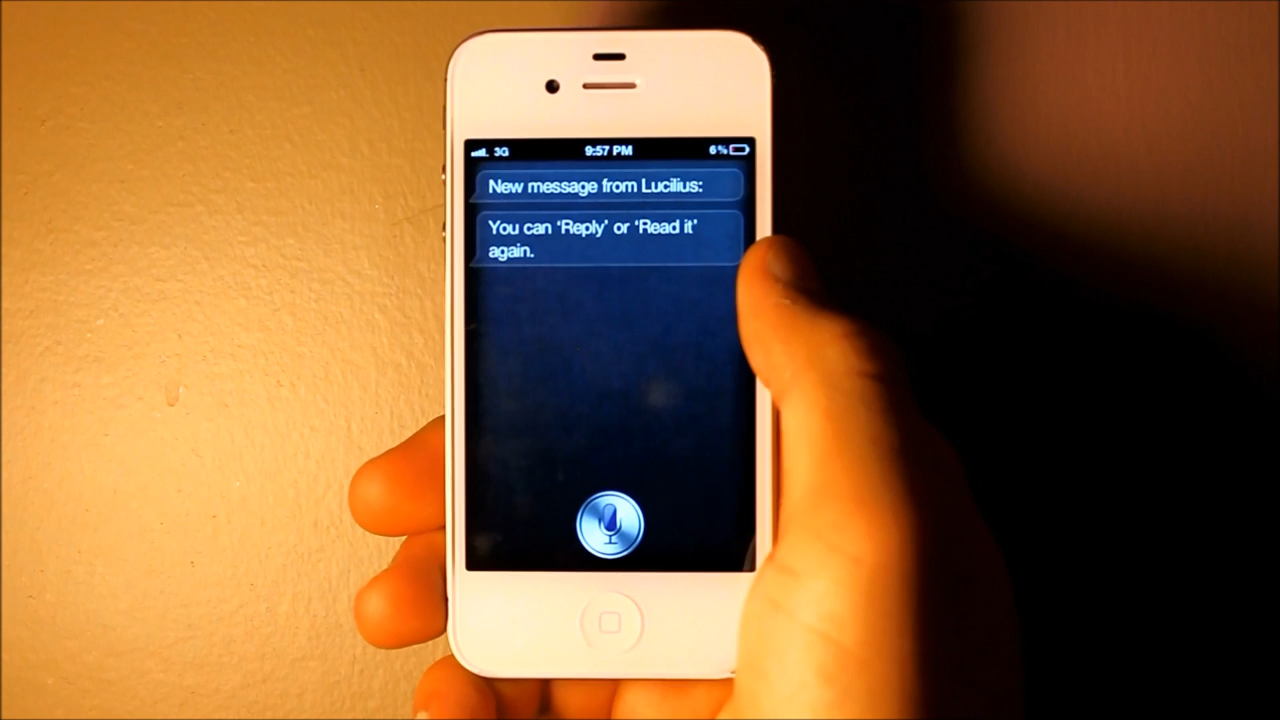 3G 9:57 PM 6%
New message from Lucilius:
You can ‘Reply’ or ‘Read it’
again.